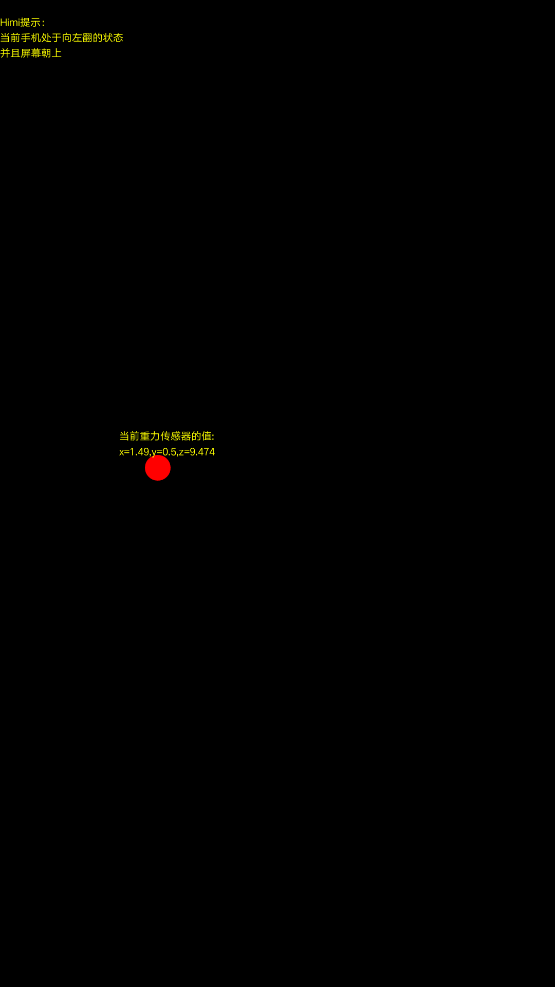 Himi提示：
当前手机处于向左翻的状态
并且屏幕朝上
当前重力传感器的值:
x=1.49,y=0.5,z=9.474